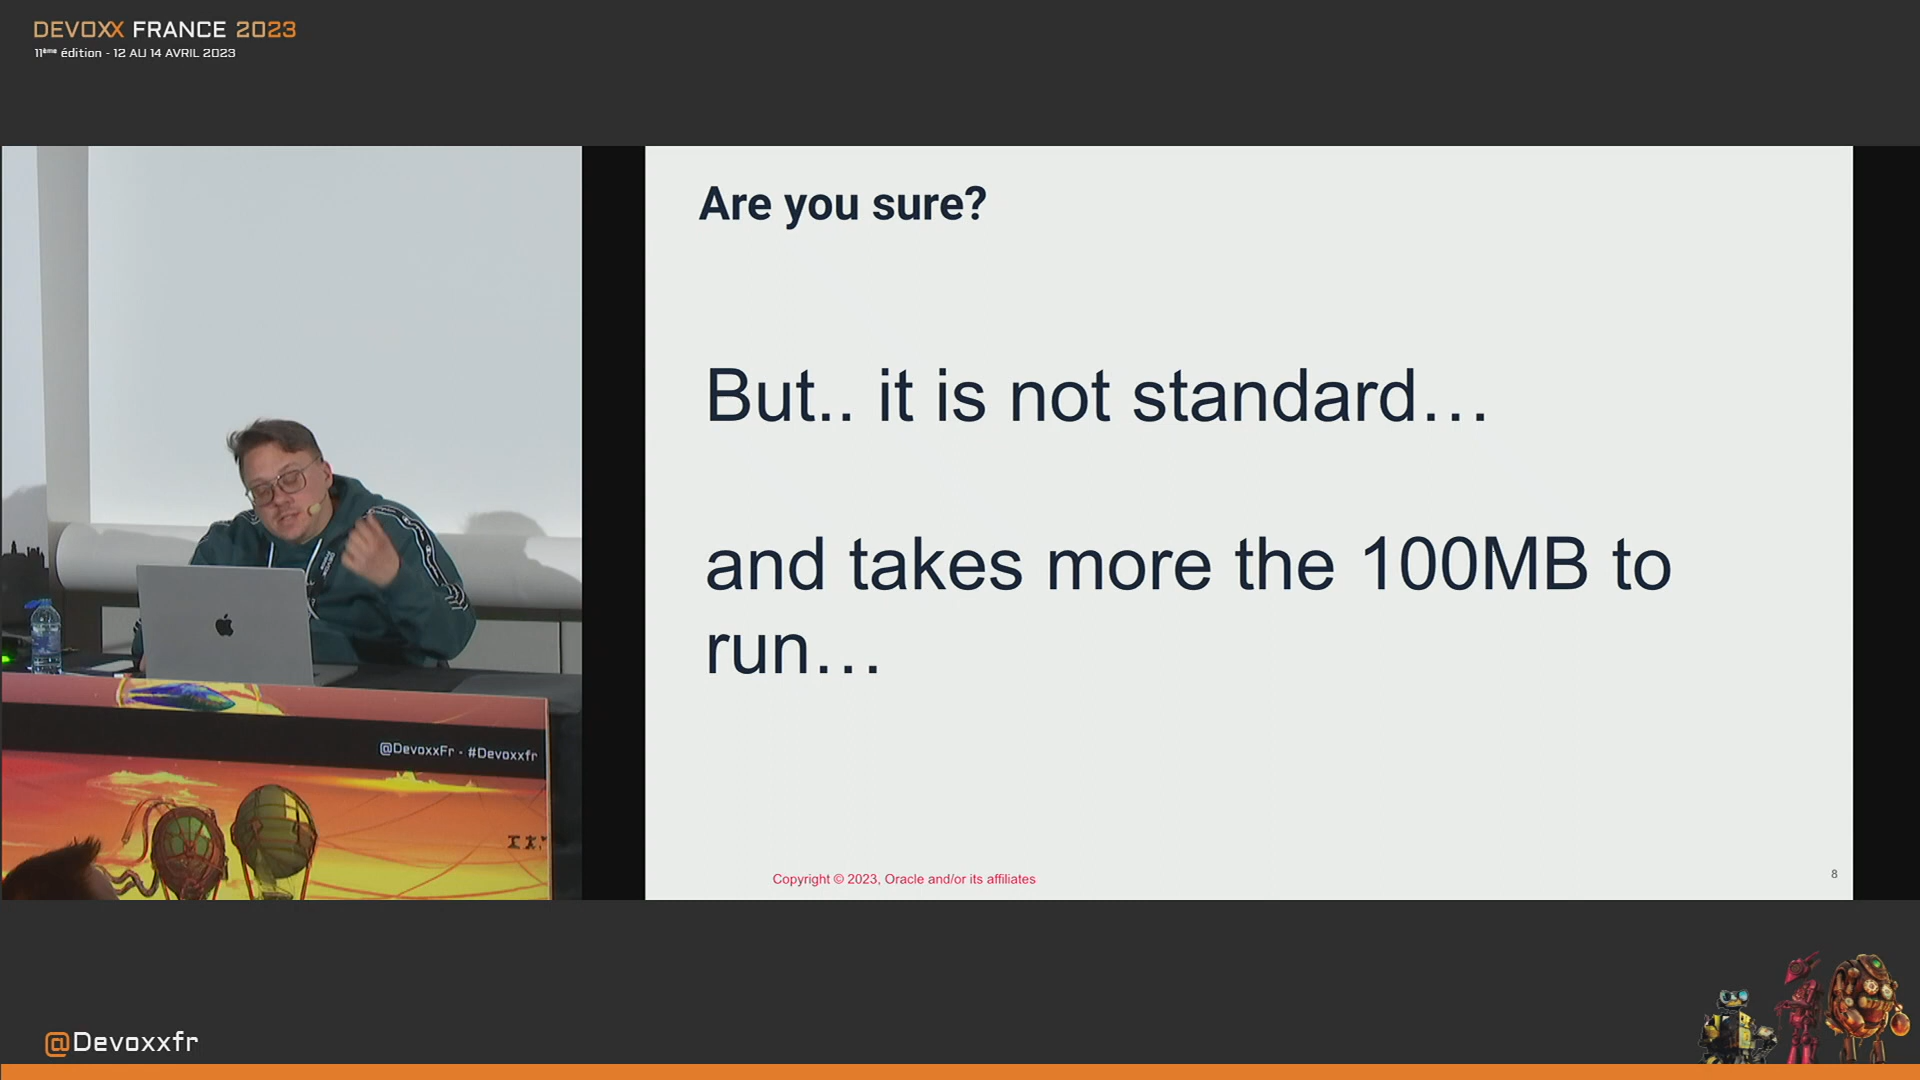 DEVOXX FRANCE 2023
11ème édition - 12 AU 14 AVRIL 2023
Are you sure?
But.. it is not standard…
and takes more the 100MB to
run…
@DevoxxFr - #Devoxxfr
Copyright © 2023, Oracle and/or its affiliates
8
@Devoxxfr